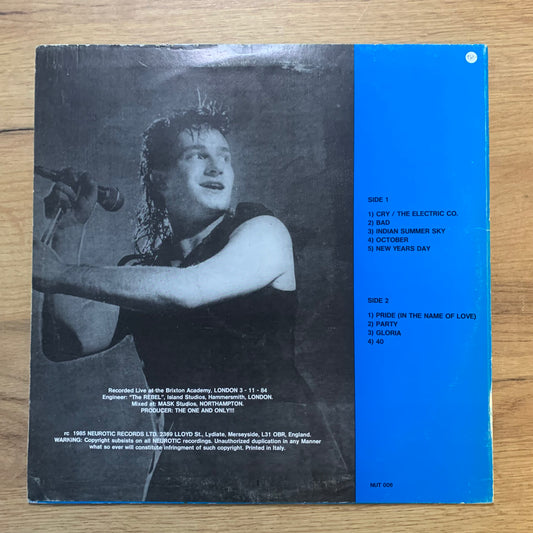 SIDE 1
1) CRY / THE ELECTRIC CO.
2) BAD
3) INDIAN SUMMER SKY
4) OCTOBER
5) NEW YEARS DAY
SIDE 2
1) PRIDE (IN THE NAME OF LOVE)
2) PARTY
3) GLORIA
4) 40
Recorded Live at the Brixton Academy, LONDON 3 - 11 - 84
Engineer: "The REBEL", Island Studios, Hammersmith, LONDON.
Mixed at: MASK Studios, NORTHAMPTON.
PRODUCER: THE ONE AND ONLY!!!
rc 1985 NEUROTIC RECORDS LTD. 2369 LLOYD St., Lydiate, Merseyside, L31 OBR, England.
WARNING: Copyright subsists on all NEUROTIC recordings. Unauthorized duplication in any Manner
what so ever will constitute infringment of such copyright. Printed in Italy.
NUT 008